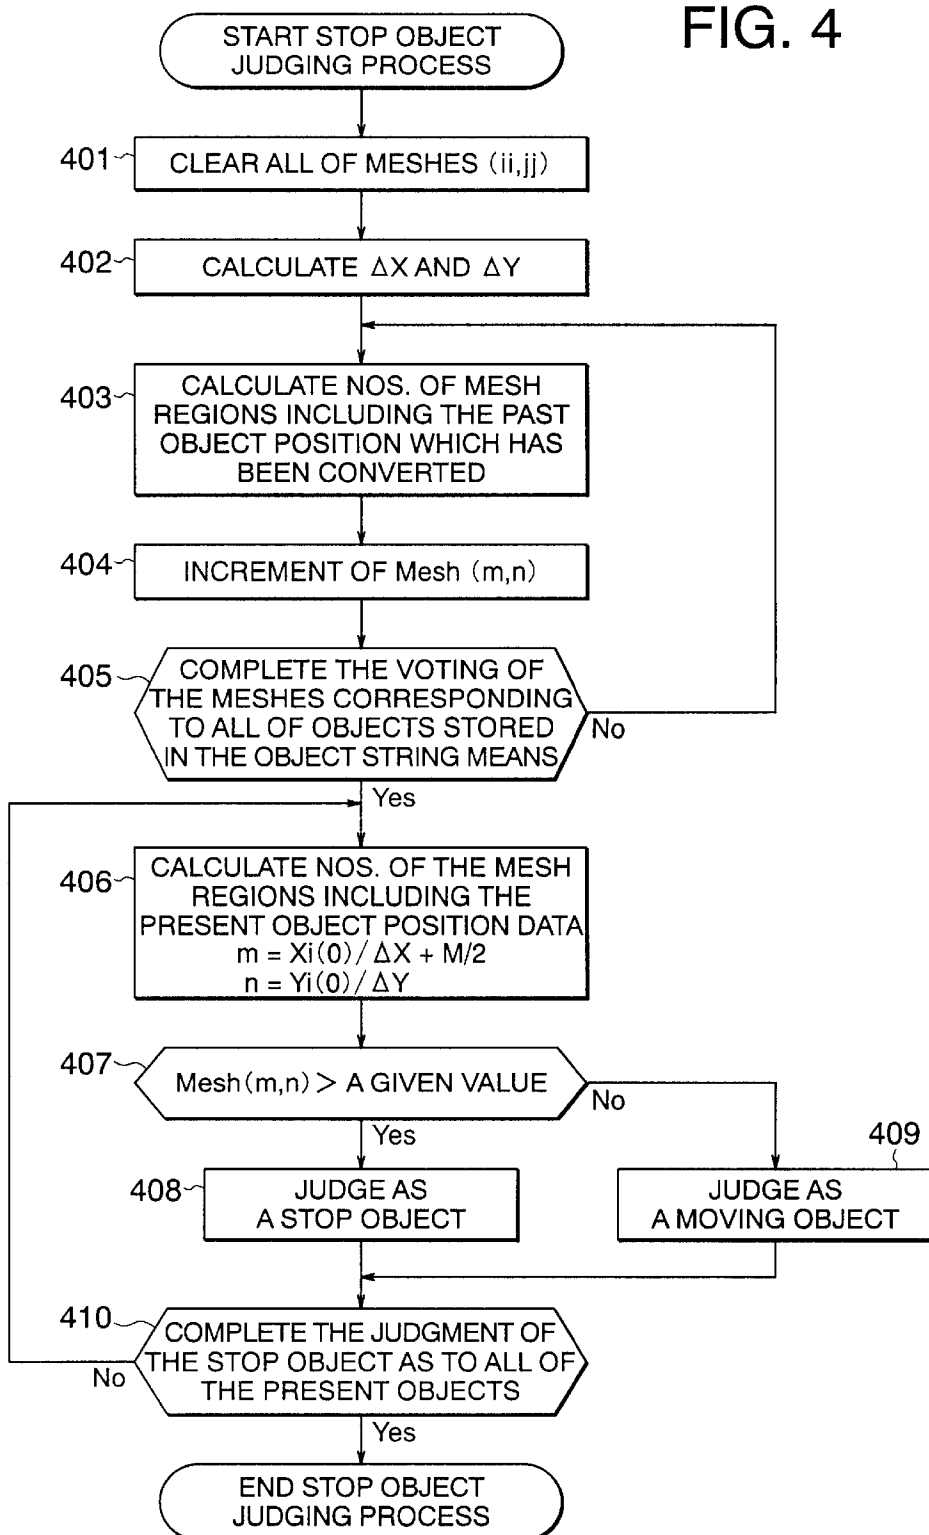 FIG. 4
START STOP OBJECT
JUDGING PROCESS
401
CLEAR ALL OF MESHES (ii,jj)
402
CALCULATE ΔX AND ΔY
403
CALCULATE NOS. OF MESH
REGIONS INCLUDING THE PAST
OBJECT POSITION WHICH HAS
BEEN CONVERTED
404
INCREMENT OF Mesh (m,n)
405
COMPLETE THE VOTING OF
THE MESHES CORRESPONDING
TO ALL OF OBJECTS STORED
IN THE OBJECT STRING MEANS
No
Yes
406
CALCULATE NOS. OF THE MESH
REGIONS INCLUDING THE
PRESENT OBJECT POSITION DATA
m = Xi(0)/ΔX + M/2
n = Yi(0)/ΔY
407
Mesh(m,n) > A GIVEN VALUE
No
Yes
408
JUDGE AS
A STOP OBJECT
409
JUDGE AS
A MOVING OBJECT
410
COMPLETE THE JUDGMENT OF
THE STOP OBJECT AS TO ALL OF
THE PRESENT OBJECTS
No
Yes
END STOP OBJECT
JUDGING PROCESS